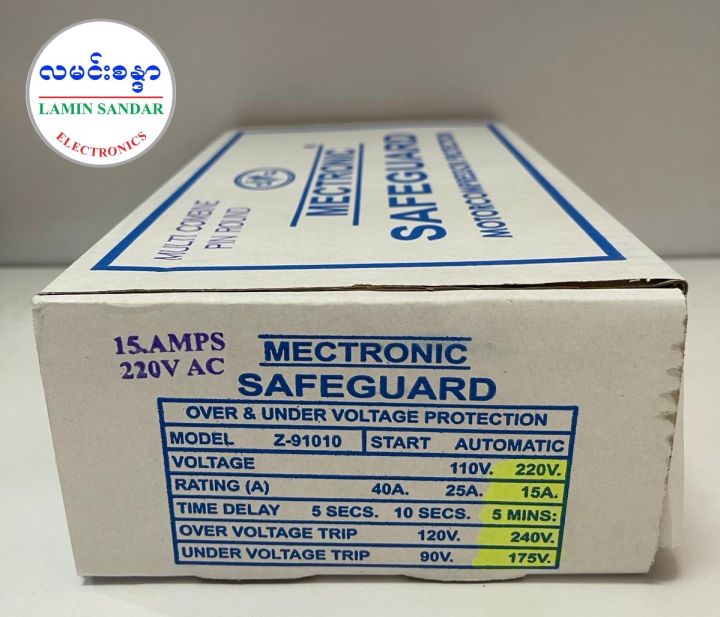 လမင်းစန္ဒာ
LAMIN SANDAR
ELECTRONICS
MULTI COMBINE
PIN ROUND
MECTRONIC
SAFEGUARD
MOTORCOMPRESSOR PROTECTOR
15.AMPS
220V AC
MECTRONIC
SAFEGUARD
OVER & UNDER VOLTAGE PROTECTION
MODEL Z-91010 START AUTOMATIC
VOLTAGE 110V. 220V.
RATING (A) 40A. 25A. 15A.
TIME DELAY 5 SECS. 10 SECS. 5 MINS:
OVER VOLTAGE TRIP 120V. 240V.
UNDER VOLTAGE TRIP 90V. 175V.